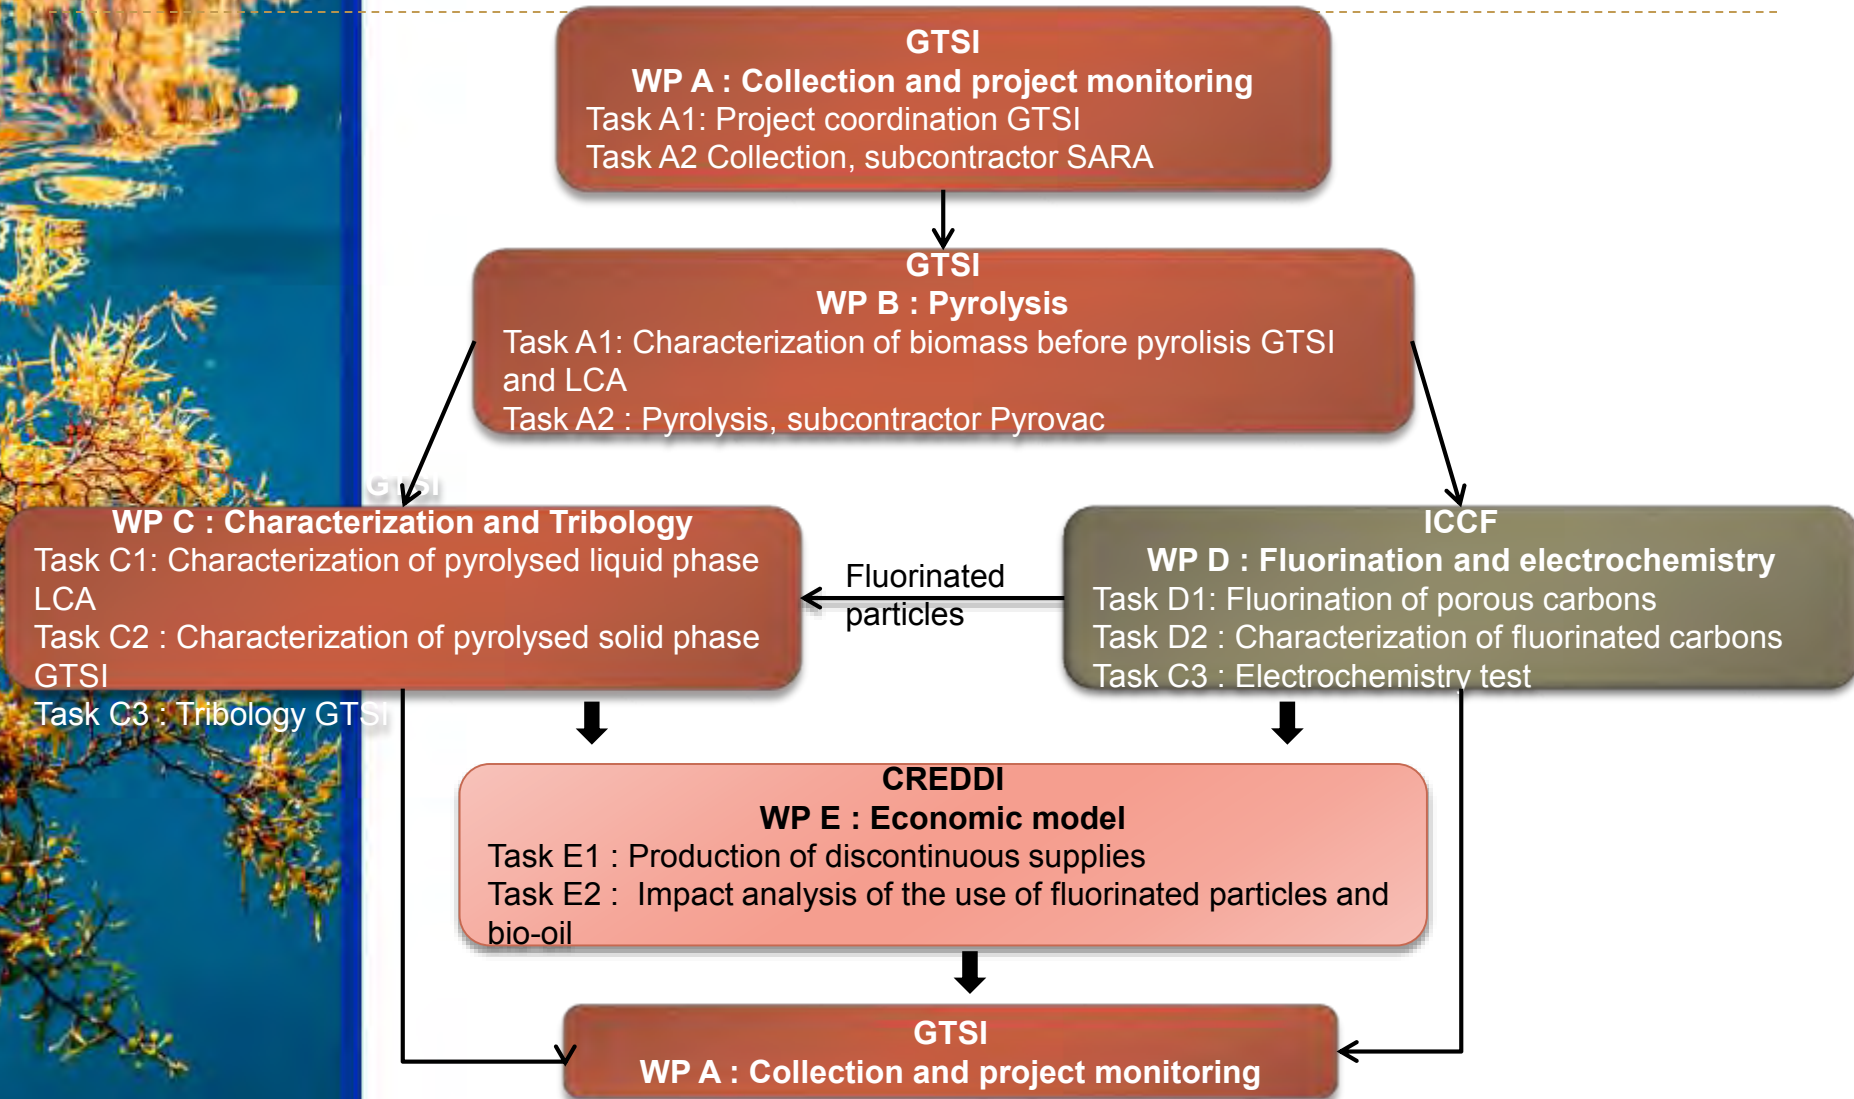 GTSI
WP A : Collection and project monitoring
Task A1: Project coordination GTSI
Task A2 Collection, subcontractor SARA
GTSI
WP B : Pyrolysis
Task A1: Characterization of biomass before pyrolisis GTSI
and LCA
Task A2 : Pyrolysis, subcontractor Pyrovac
GTSI
WP C : Characterization and Tribology
Task C1: Characterization of pyrolysed liquid phase
LCA
Task C2 : Characterization of pyrolysed solid phase
GTSI
Task C3 : Tribology GTSI
Fluorinated
particles
ICCF
WP D : Fluorination and electrochemistry
Task D1: Fluorination of porous carbons
Task D2 : Characterization of fluorinated carbons
Task C3 : Electrochemistry test
CREDDI
WP E : Economic model
Task E1 : Production of discontinuous supplies
Task E2 :  Impact analysis of the use of fluorinated particles and
bio-oil
GTSI
WP A : Collection and project monitoring